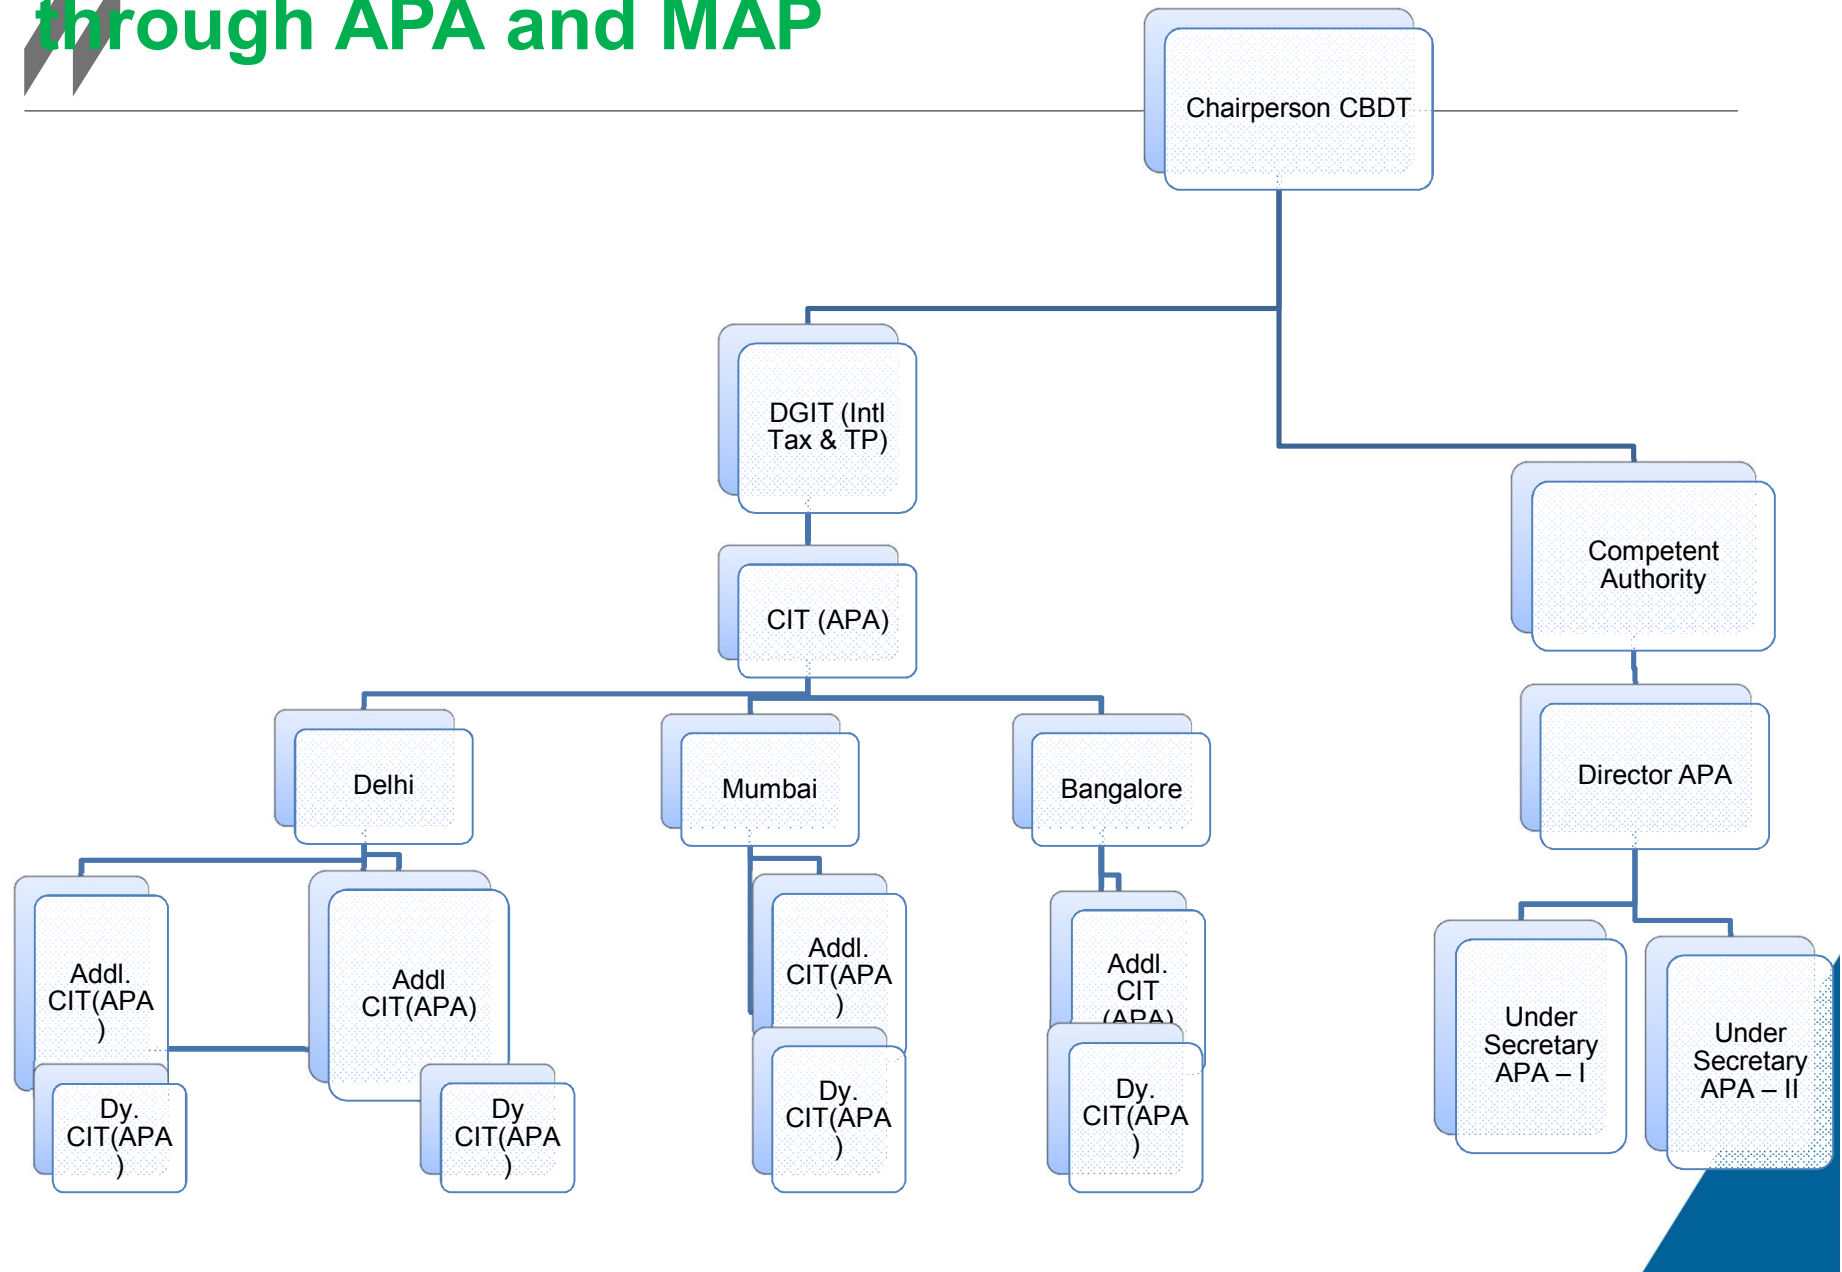 through APA and MAP
Chairperson CBDT
DGIT (Intl
Tax & TP)
Competent
Authority
CIT (APA)
Director APA
Delhi
Mumbai
Bangalore
Addl.
CIT(APA
)
Addl
CIT(APA)
Addl.
CIT(APA
)
Addl.
CIT
(APA)
Under
Secretary
APA – I
Under
Secretary
APA – II
Dy.
CIT(APA
)
Dy
CIT(APA
)
Dy.
CIT(APA
)
Dy.
CIT(APA
)